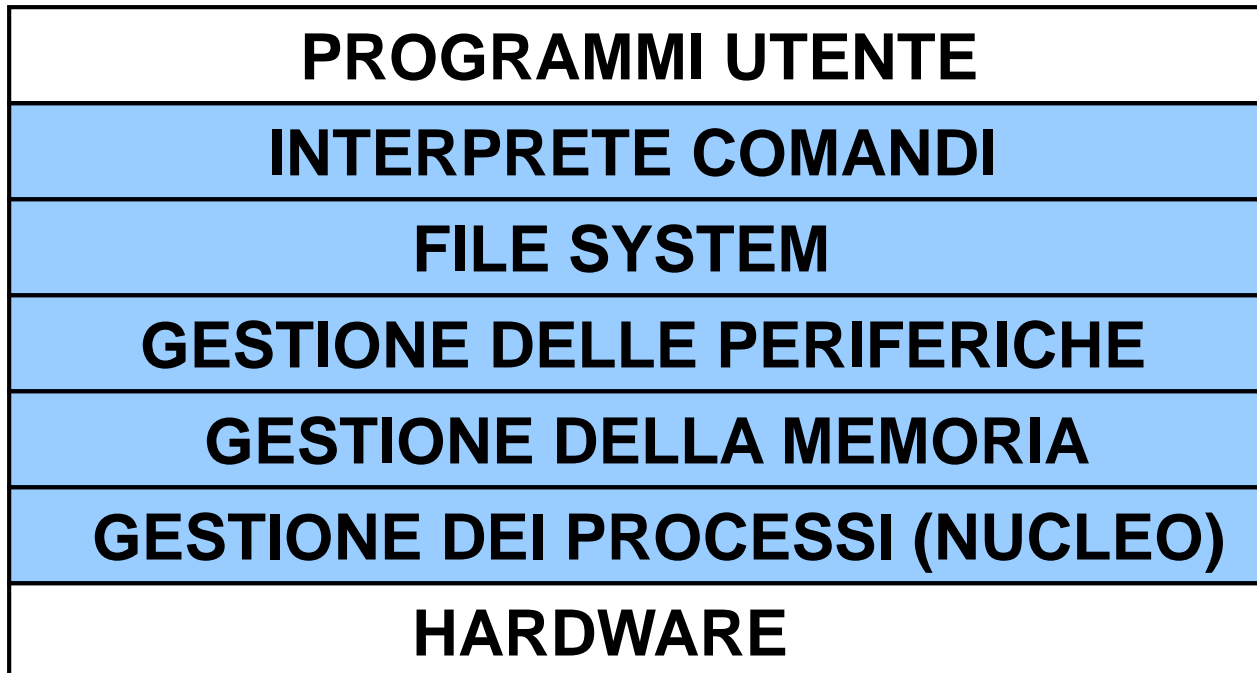 PROGRAMMI UTENTE
INTERPRETE COMANDI
FILE SYSTEM
GESTIONE DELLE PERIFERICHE
GESTIONE DELLA MEMORIA
GESTIONE DEI PROCESSI (NUCLEO)
HARDWARE